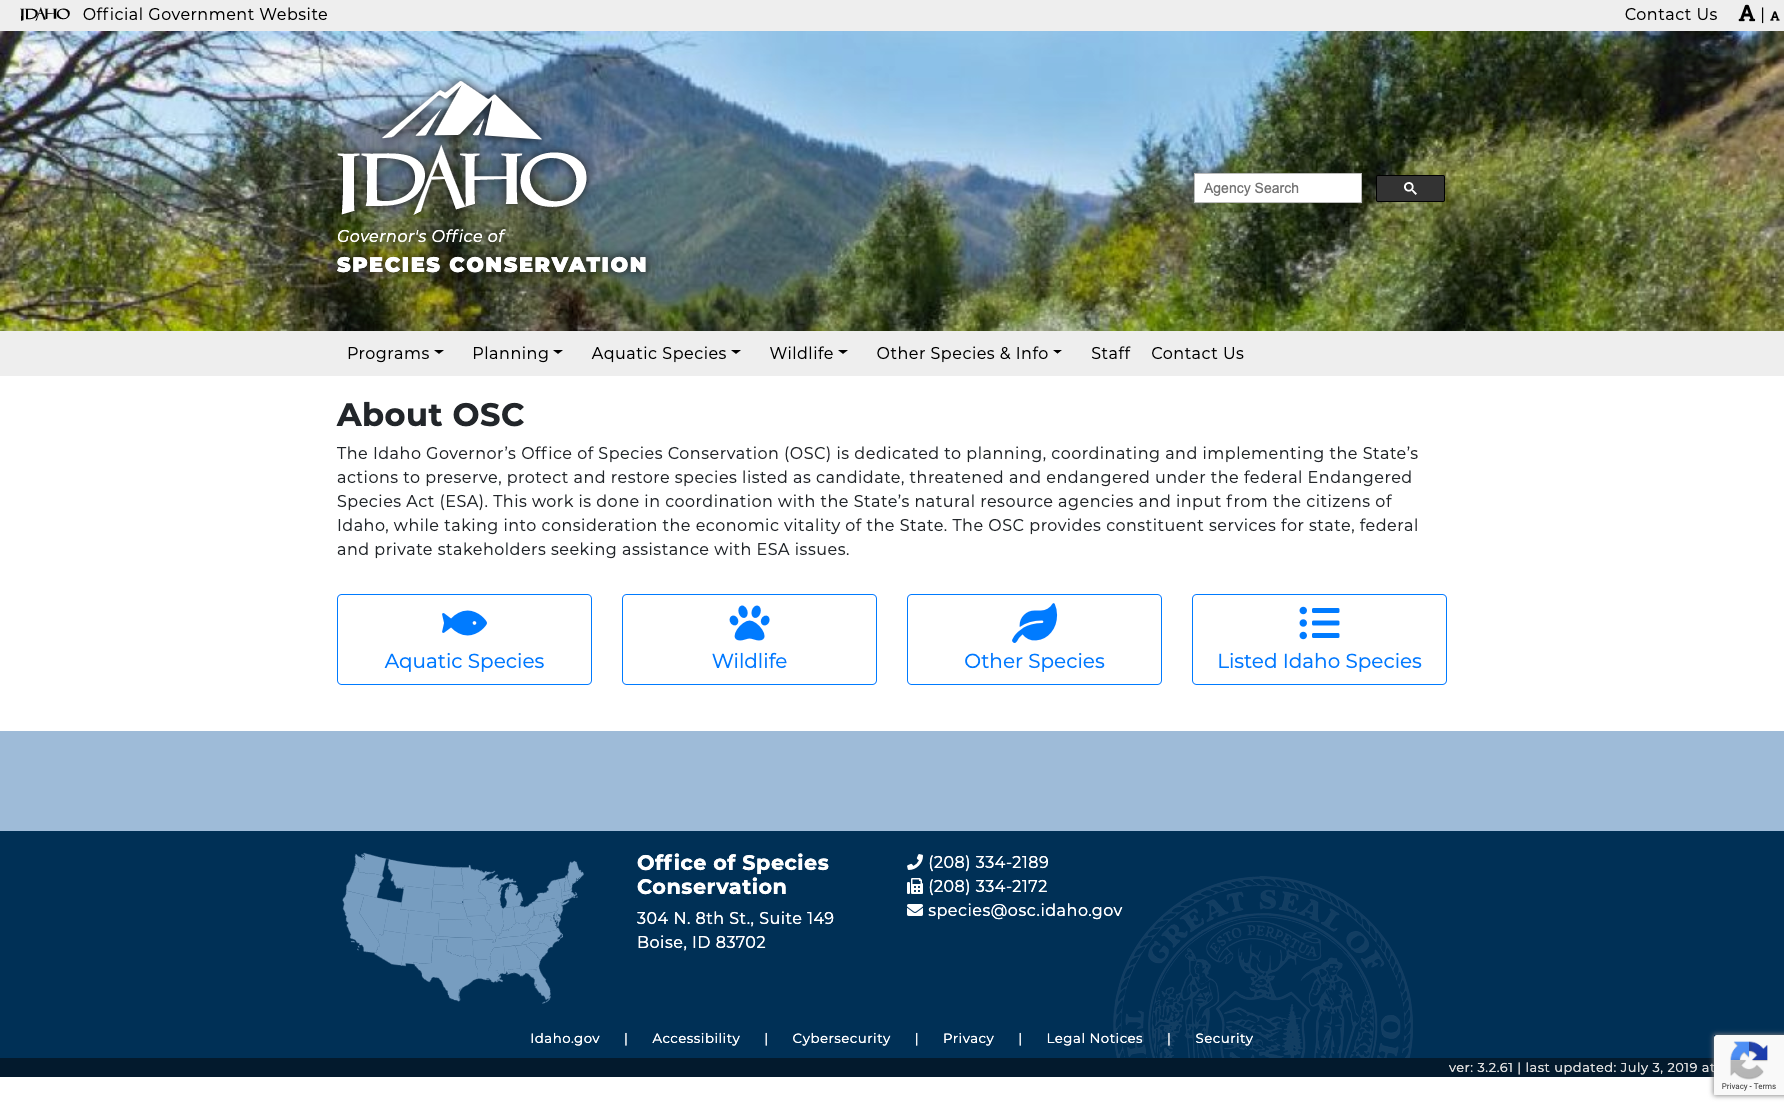 IDAHO Official Government Website
Contact Us A | A
IDAHO
Governor's Office of
SPECIES CONSERVATION
Agency Search
Programs Planning Aquatic Species Wildlife Other Species & Info Staff Contact Us
About OSC
The Idaho Governor’s Office of Species Conservation (OSC) is dedicated to planning, coordinating and implementing the State’s
actions to preserve, protect and restore species listed as candidate, threatened and endangered under the federal Endangered
Species Act (ESA). This work is done in coordination with the State’s natural resource agencies and input from the citizens of
Idaho, while taking into consideration the economic vitality of the State. The OSC provides constituent services for state, federal
and private stakeholders seeking assistance with ESA issues.
Aquatic Species
Wildlife
Other Species
Listed Idaho Species
Office of Species
Conservation
304 N. 8th St., Suite 149
Boise, ID 83702
(208) 334-2189
(208) 334-2172
species@osc.idaho.gov
GREAT SEAL OF
ESTO PERPETUA
Idaho.gov | Accessibility | Cybersecurity | Privacy | Legal Notices | Security
ver: 3.2.61 | last updated: July 3, 2019 at
Privacy - Terms